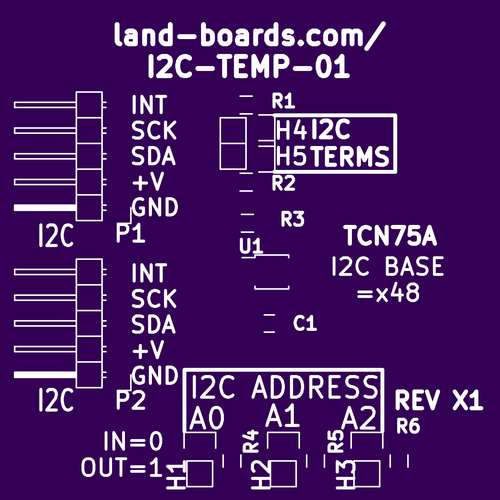 land-boards.com/
I2C-TEMP-01
INT
SCK
SDA
+V
GND
I2C
P1
R1
H4 I2C
H5 TERMS
R2
R3
U1
TCN75A
I2C BASE
=x48
INT
SCK
SDA
+V
GND
I2C
P2
C1
I2C ADDRESS
A0 A1 A2
REV X1
IN=0
OUT=1
H1
R4
H2
R5
H3
R6